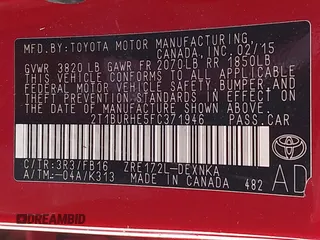 MFD.BY:TOYOTA MOTOR MANUFACTURING,
CANADA, INC. 02/15
GVWR 3820 LB GAWR FR 2070LB RR 1850LB
THIS VEHICLE CONFORMS TO ALL APPLICABLE
FEDERAL MOTOR VEHICLE SAFETY, BUMPER,
AND THEFT PREVENTION STANDARDS IN EFFECT
ON THE DATE OF MANUFACTURE SHOWN ABOVE.
2T1BURHE5FC371946 PASS.CAR
C/TR:3R3/FB16 ZRE172L-DEXNKA
A/TM:-04A/K313 MADE IN CANADA 482
AD
TOYOTA
DREAMBID